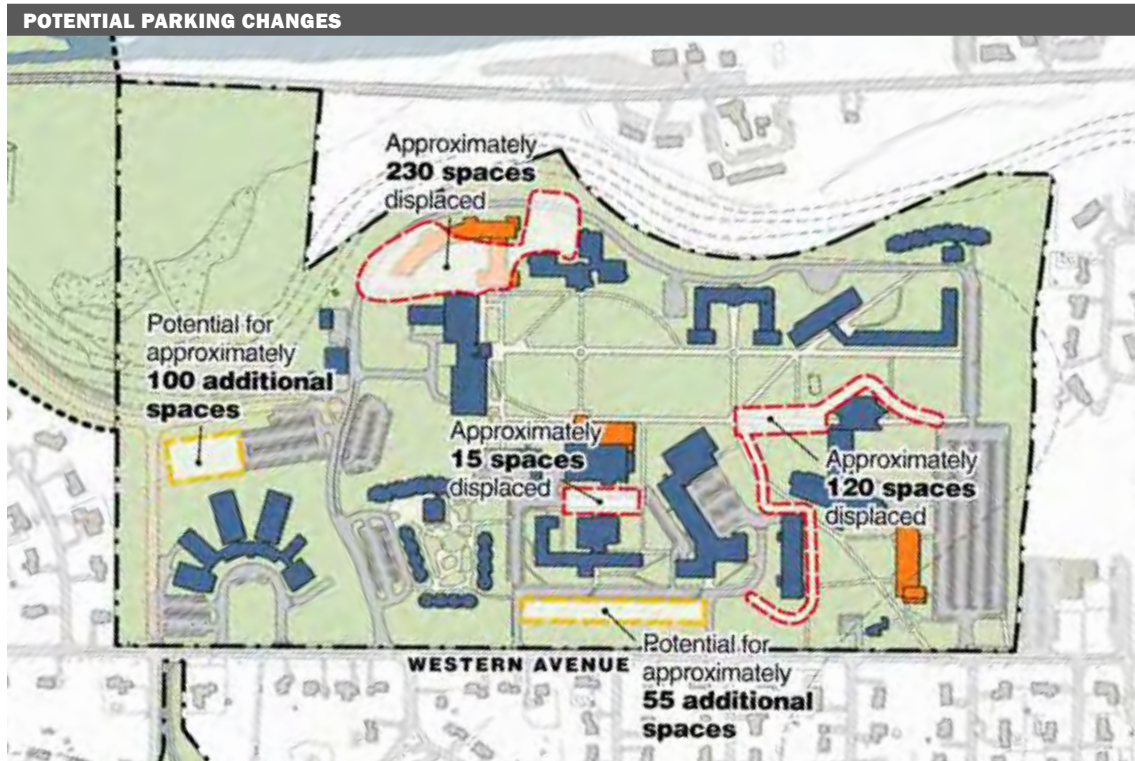 POTENTIAL PARKING CHANGES
Approximately
230 spaces
displaced
Potential for
approximately
100 additional
spaces
Approximately
15 spaces
displaced
Approximately
120 spaces
displaced
WESTERN AVENUE
Potential for
approximately
55 additional
spaces